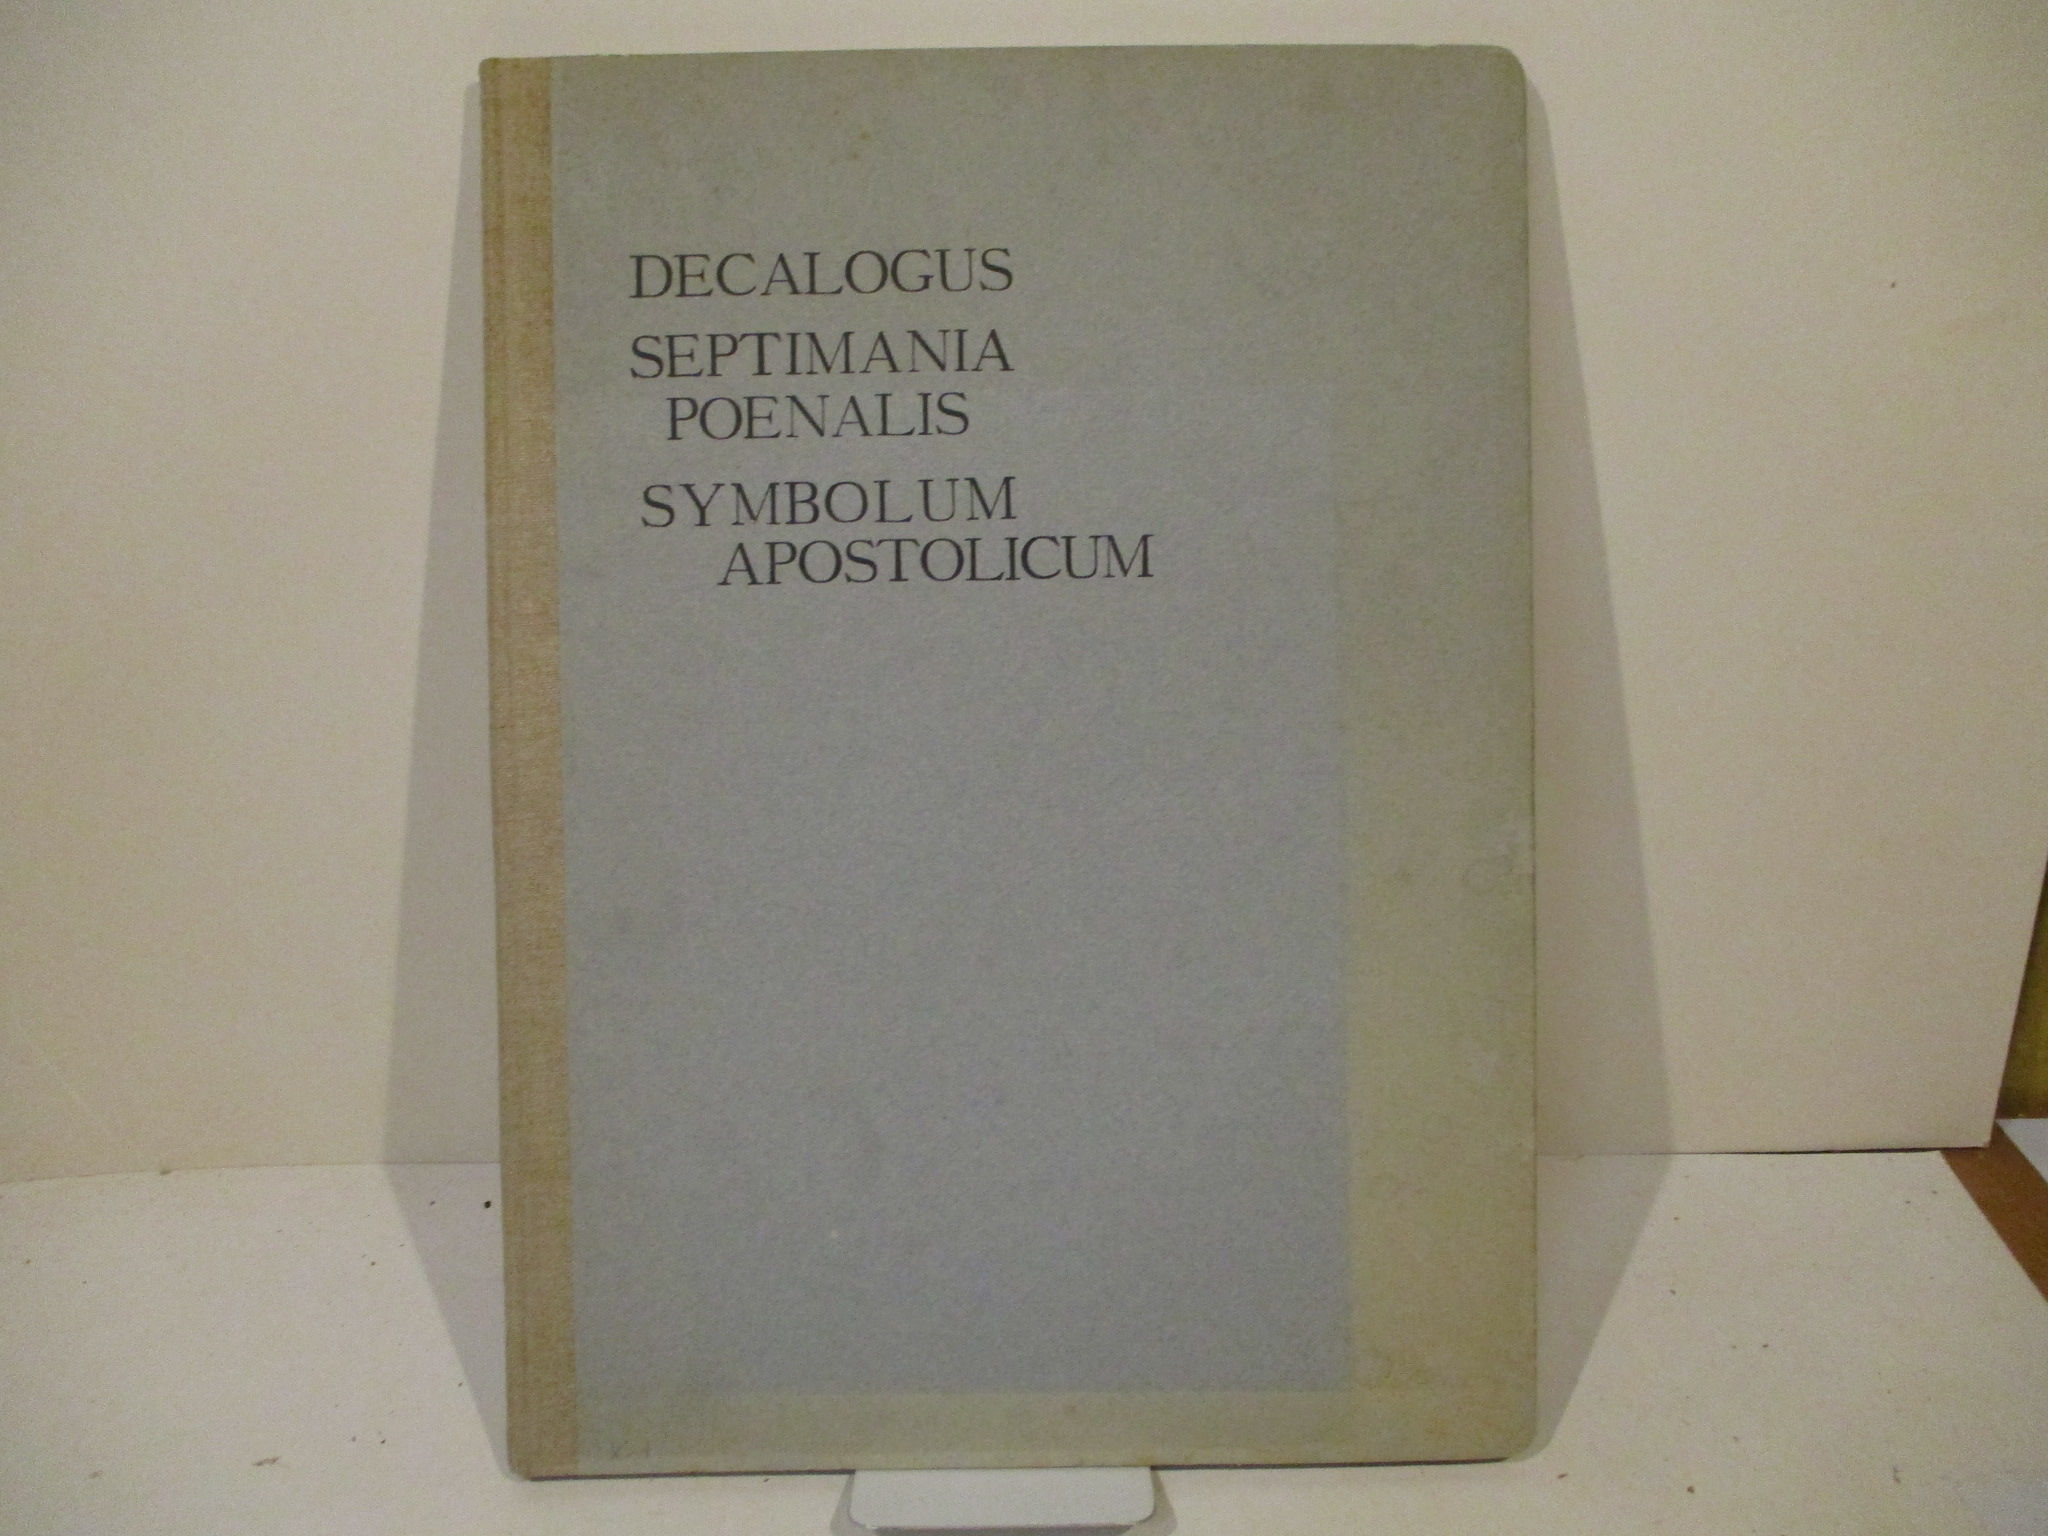 DECALOGUS
SEPTIMANIA
POENALIS
SYMBOLUM
APOSTOLICUM